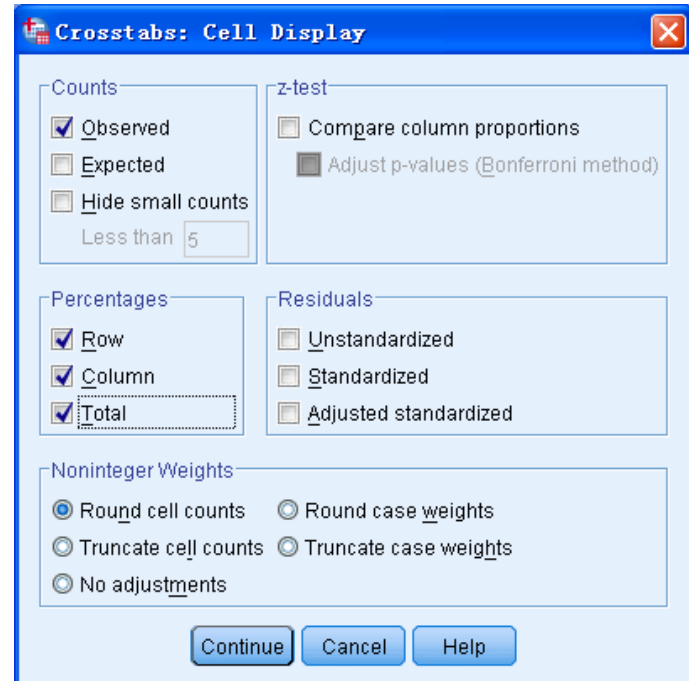 Crosstabs: Cell Display
Counts
Observed
Expected
Hide small counts
Less than 5
z-test
Compare column proportions
Adjust p-values (Bonferroni method)
Percentages
Row
Column
Total
Residuals
Unstandardized
Standardized
Adjusted standardized
Noninteger Weights
Round cell counts
Round case weights
Truncate cell counts
Truncate case weights
No adjustments
Continue
Cancel
Help